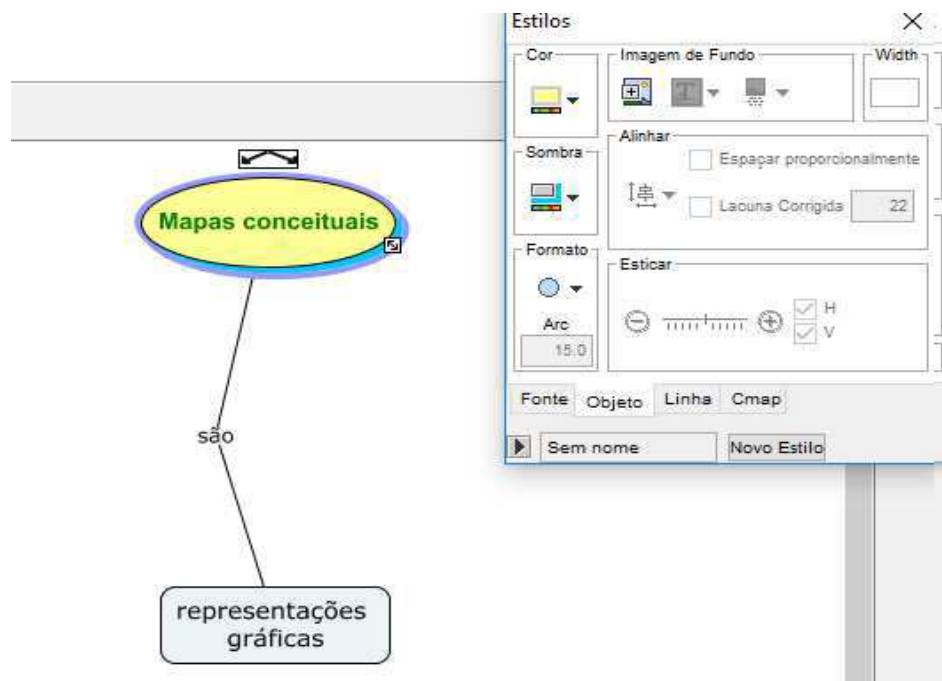 Estilos
Cor
Imagem de Fundo
Width
Sombra
Alinhar
Espaçar proporcionalmente
Lacuna Corrigida 22
Formato
Arc
15.0
Esticar
H
V
Fonte Objeto Linha Cmap
Sem nome Novo Estilo
Mapas conceituais
são
representações
gráficas